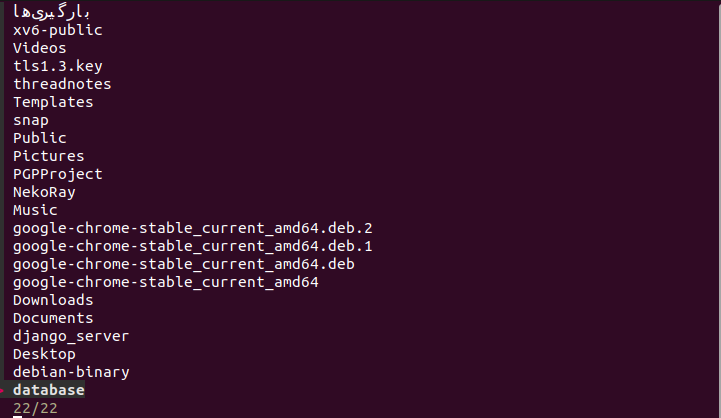 بارگیری‌ها
xv6-public
Videos
tls1.3.key
threadnotes
Templates
snap
Public
Pictures
PGPProject
NekoRay
Music
google-chrome-stable_current_amd64.deb.2
google-chrome-stable_current_amd64.deb.1
google-chrome-stable_current_amd64.deb
google-chrome-stable_current_amd64
Downloads
Documents
django_server
Desktop
debian-binary
database
22/22